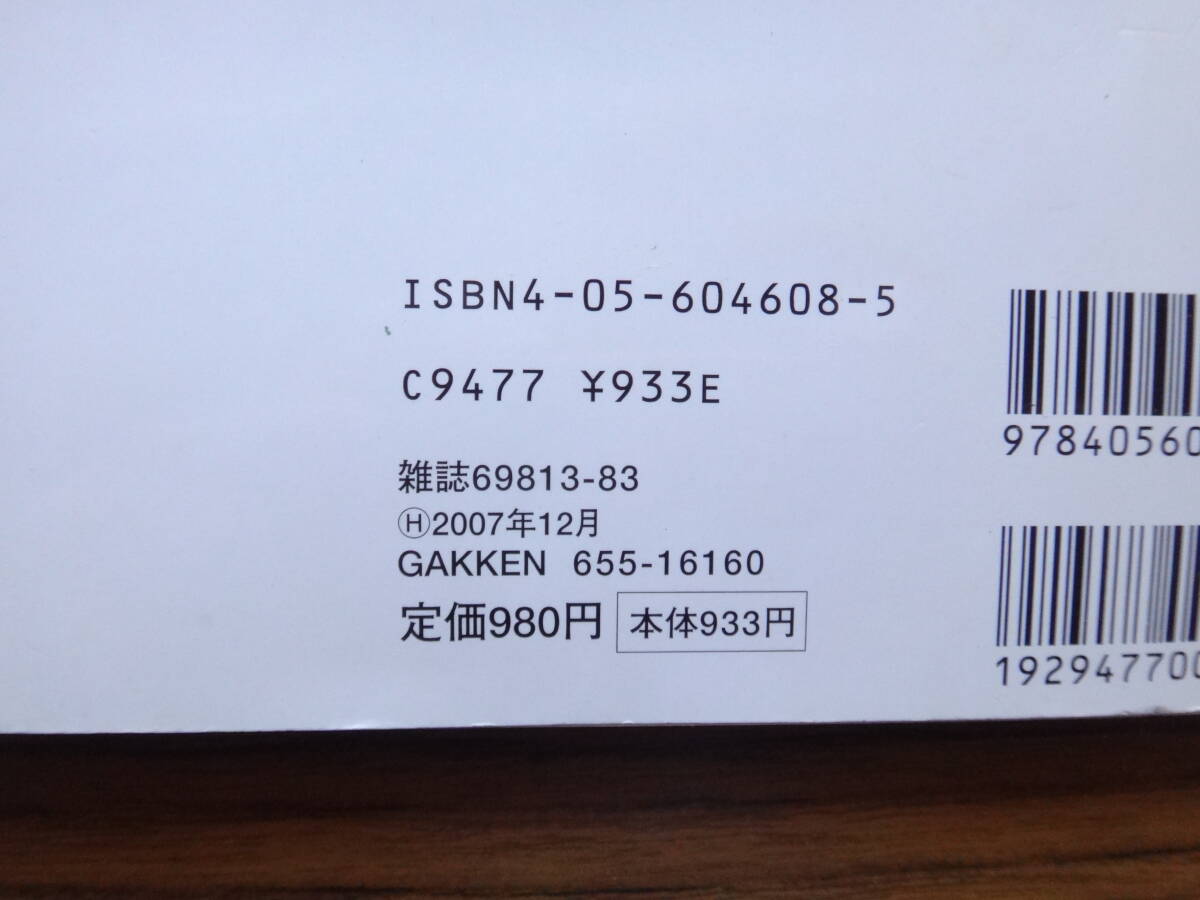 ISBN4-05-604608-5
C9477 ¥933E
雑誌69813-83
Ⓗ2007年12月
GAKKEN 655-16160
定価980円 本体933円
97840560
192947700